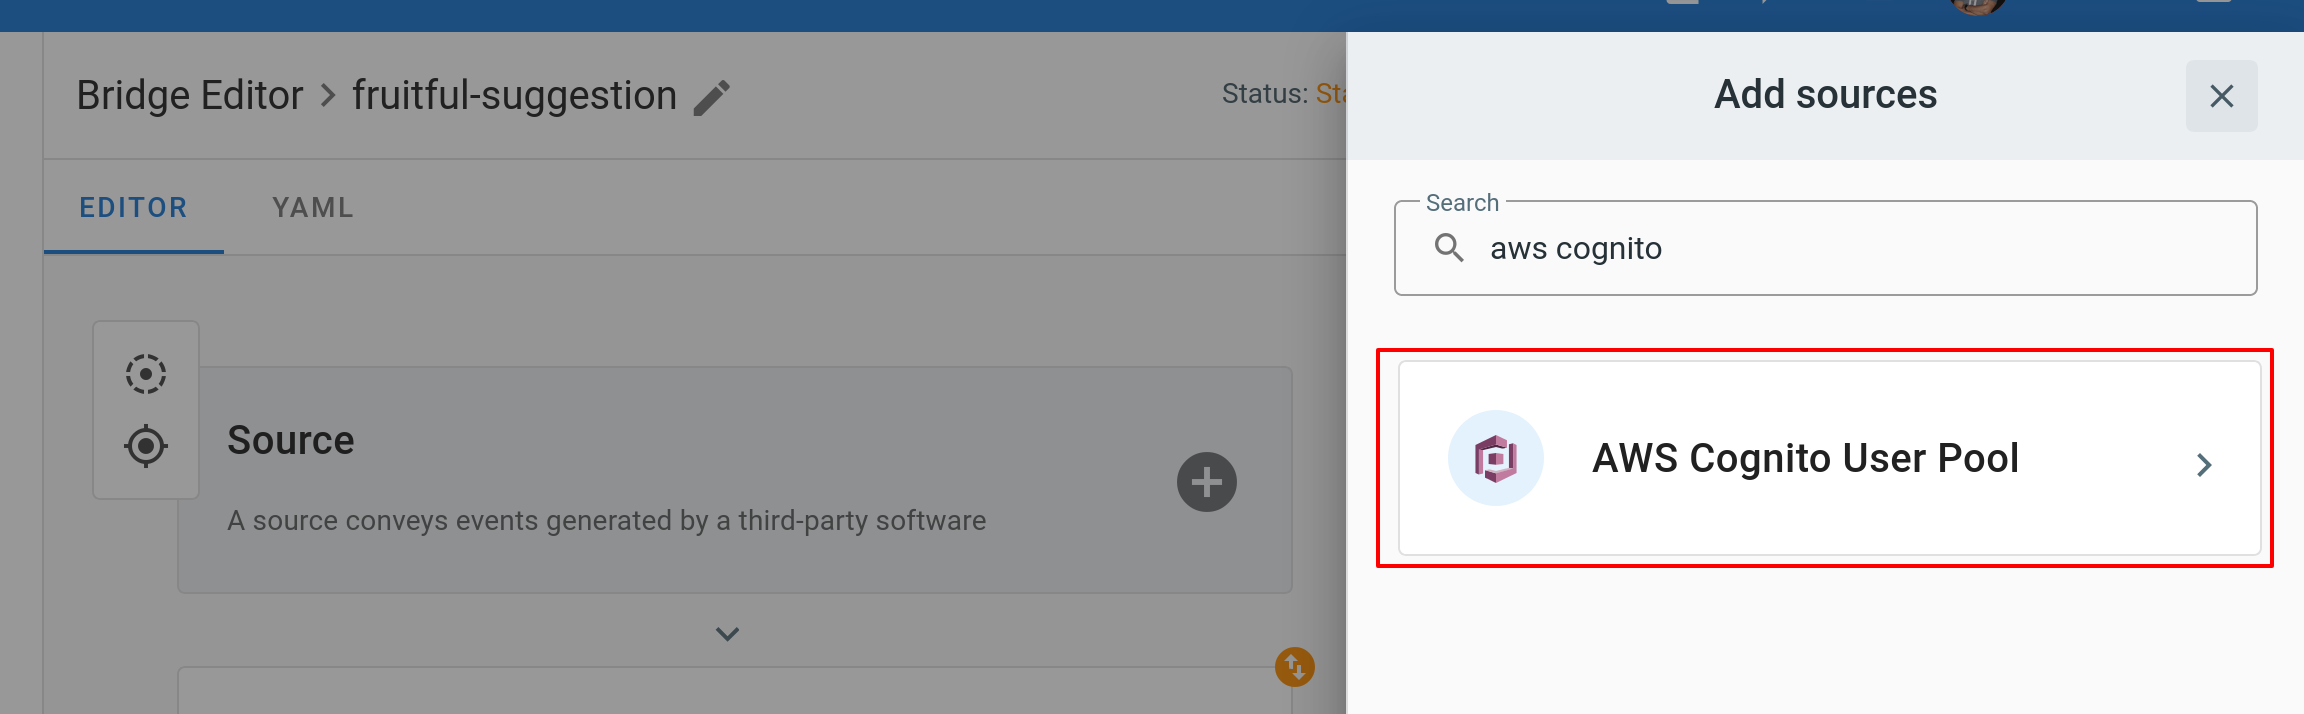 Bridge Editor > fruitful-suggestion
Status:
Add sources
EDITOR
YAML
Search
aws cognito
Source
A source conveys events generated by a third-party software
AWS Cognito User Pool